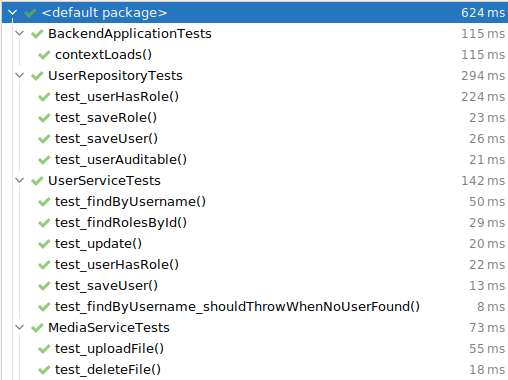 <default package> 624 ms
BackendApplicationTests 115 ms
contextLoads() 115 ms
UserRepositoryTests 294 ms
test_userHasRole() 224 ms
test_saveRole() 23 ms
test_saveUser() 26 ms
test_userAuditable() 21 ms
UserServiceTests 142 ms
test_findByUsername() 50 ms
test_findRolesById() 29 ms
test_update() 20 ms
test_userHasRole() 22 ms
test_saveUser() 13 ms
test_findByUsername_shouldThrowWhenNoUserFound() 8 ms
MediaServiceTests 73 ms
test_uploadFile() 55 ms
test_deleteFile() 18 ms